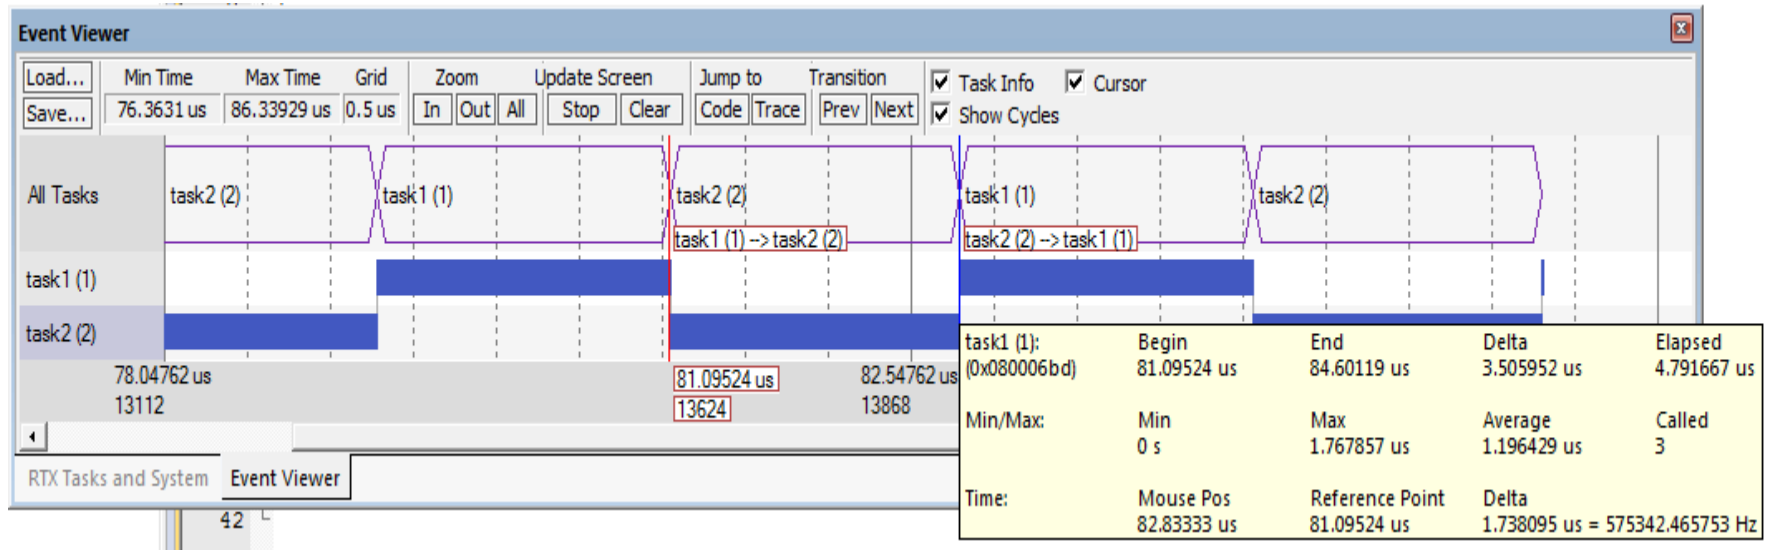 Event Viewer
Load... Min Time Max Time Grid Zoom Update Screen Jump to Transition Task Info Cursor
Save... 76.3631 us 86.33929 us 0.5 us In Out All Stop Clear Code Trace Prev Next Show Cycles
All Tasks task2 (2) task1 (1) task2 (2) task1 (1) task2 (2)
task1 (1) --> task2 (2) task2 (2) --> task1 (1)
task1 (1)
task2 (2)
78.04762 us 81.09524 us 82.54762 us
13112 13624 13868
task1 (1): Begin End Delta Elapsed
(0x080006bd) 81.09524 us 84.60119 us 3.505952 us 4.791667 us
Min/Max: Min Max Average Called
0 s 1.767857 us 1.196429 us 3
Time: Mouse Pos Reference Point Delta
82.83333 us 81.09524 us 1.738095 us = 575342.465753 Hz
RTX Tasks and System Event Viewer
42